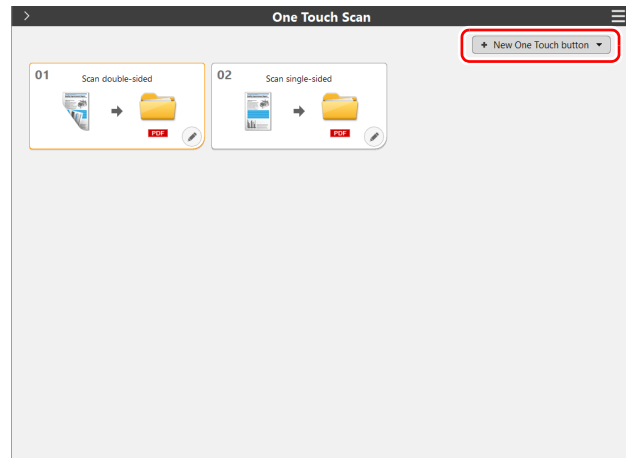 One Touch Scan
+ New One Touch button
01 Scan double-sided
PDF
02 Scan single-sided
PDF